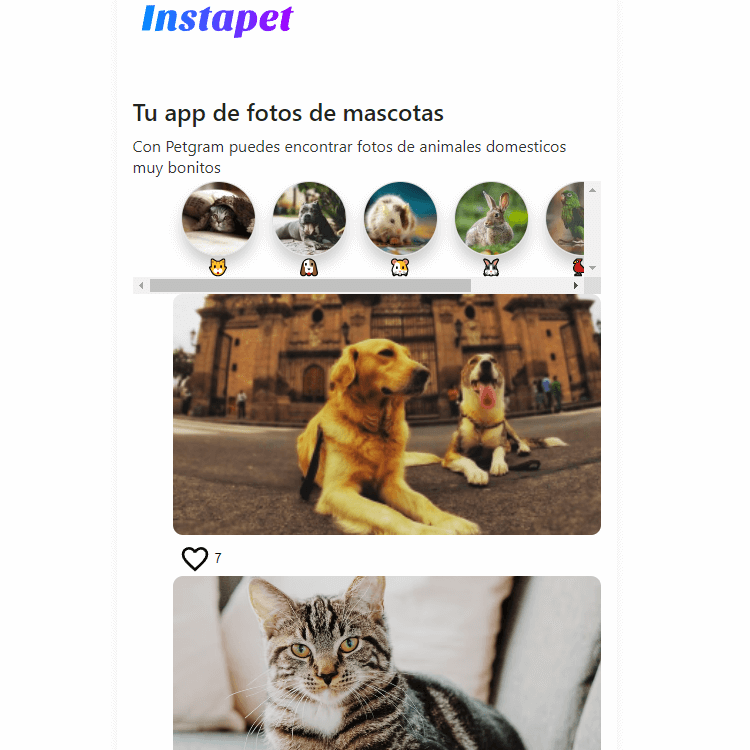 Instapet
Tu app de fotos de mascotas
Con Petgram puedes encontrar fotos de animales domesticos
muy bonitos
7